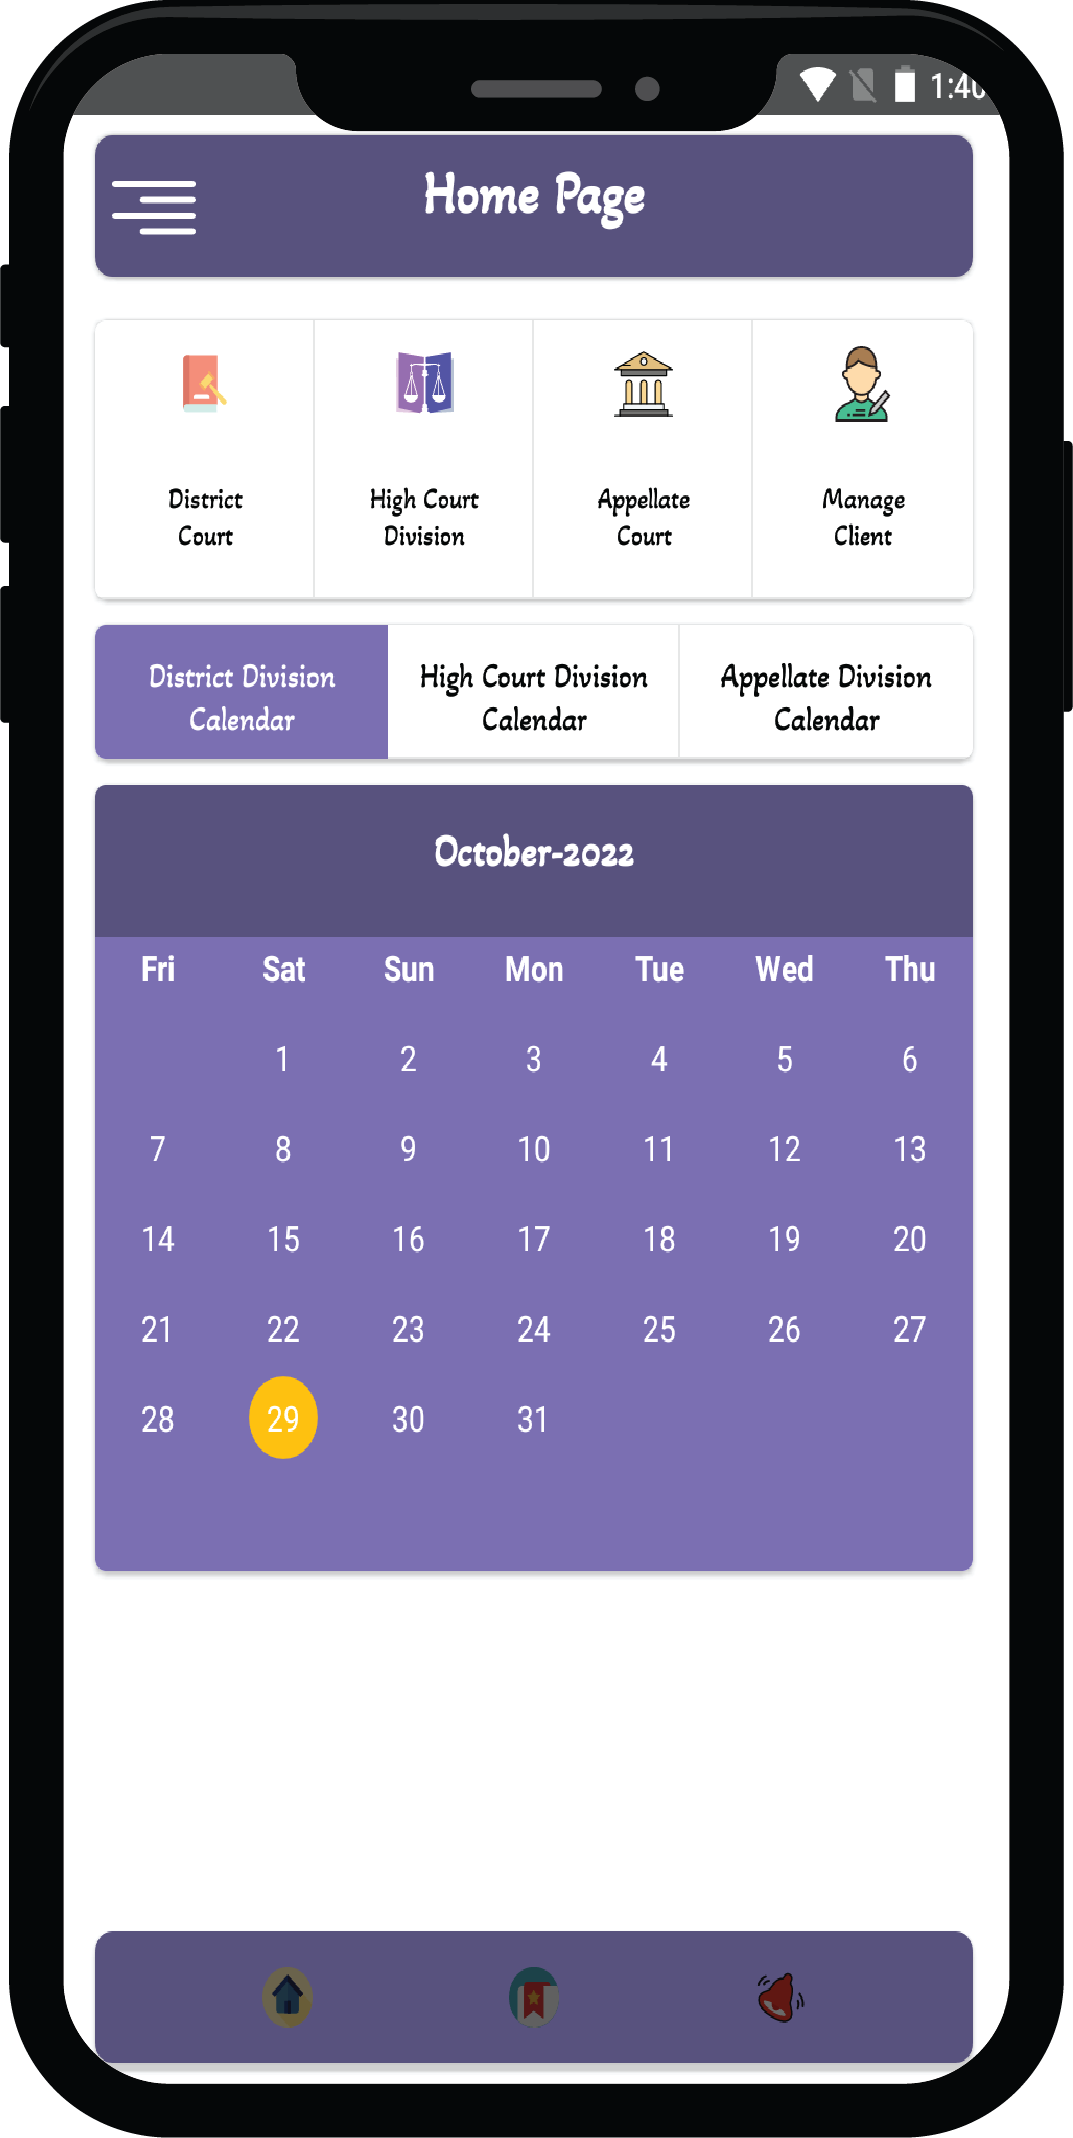 Home Page
District
Court
High Court
Division
Appellate
Court
Manage
Client
District Division
Calendar
High Court Division
Calendar
Appellate Division
Calendar
October-2022
Fri Sat Sun Mon Tue Wed Thu
1 2 3 4 5 6
7 8 9 10 11 12 13
14 15 16 17 18 19 20
21 22 23 24 25 26 27
28 29 30 31